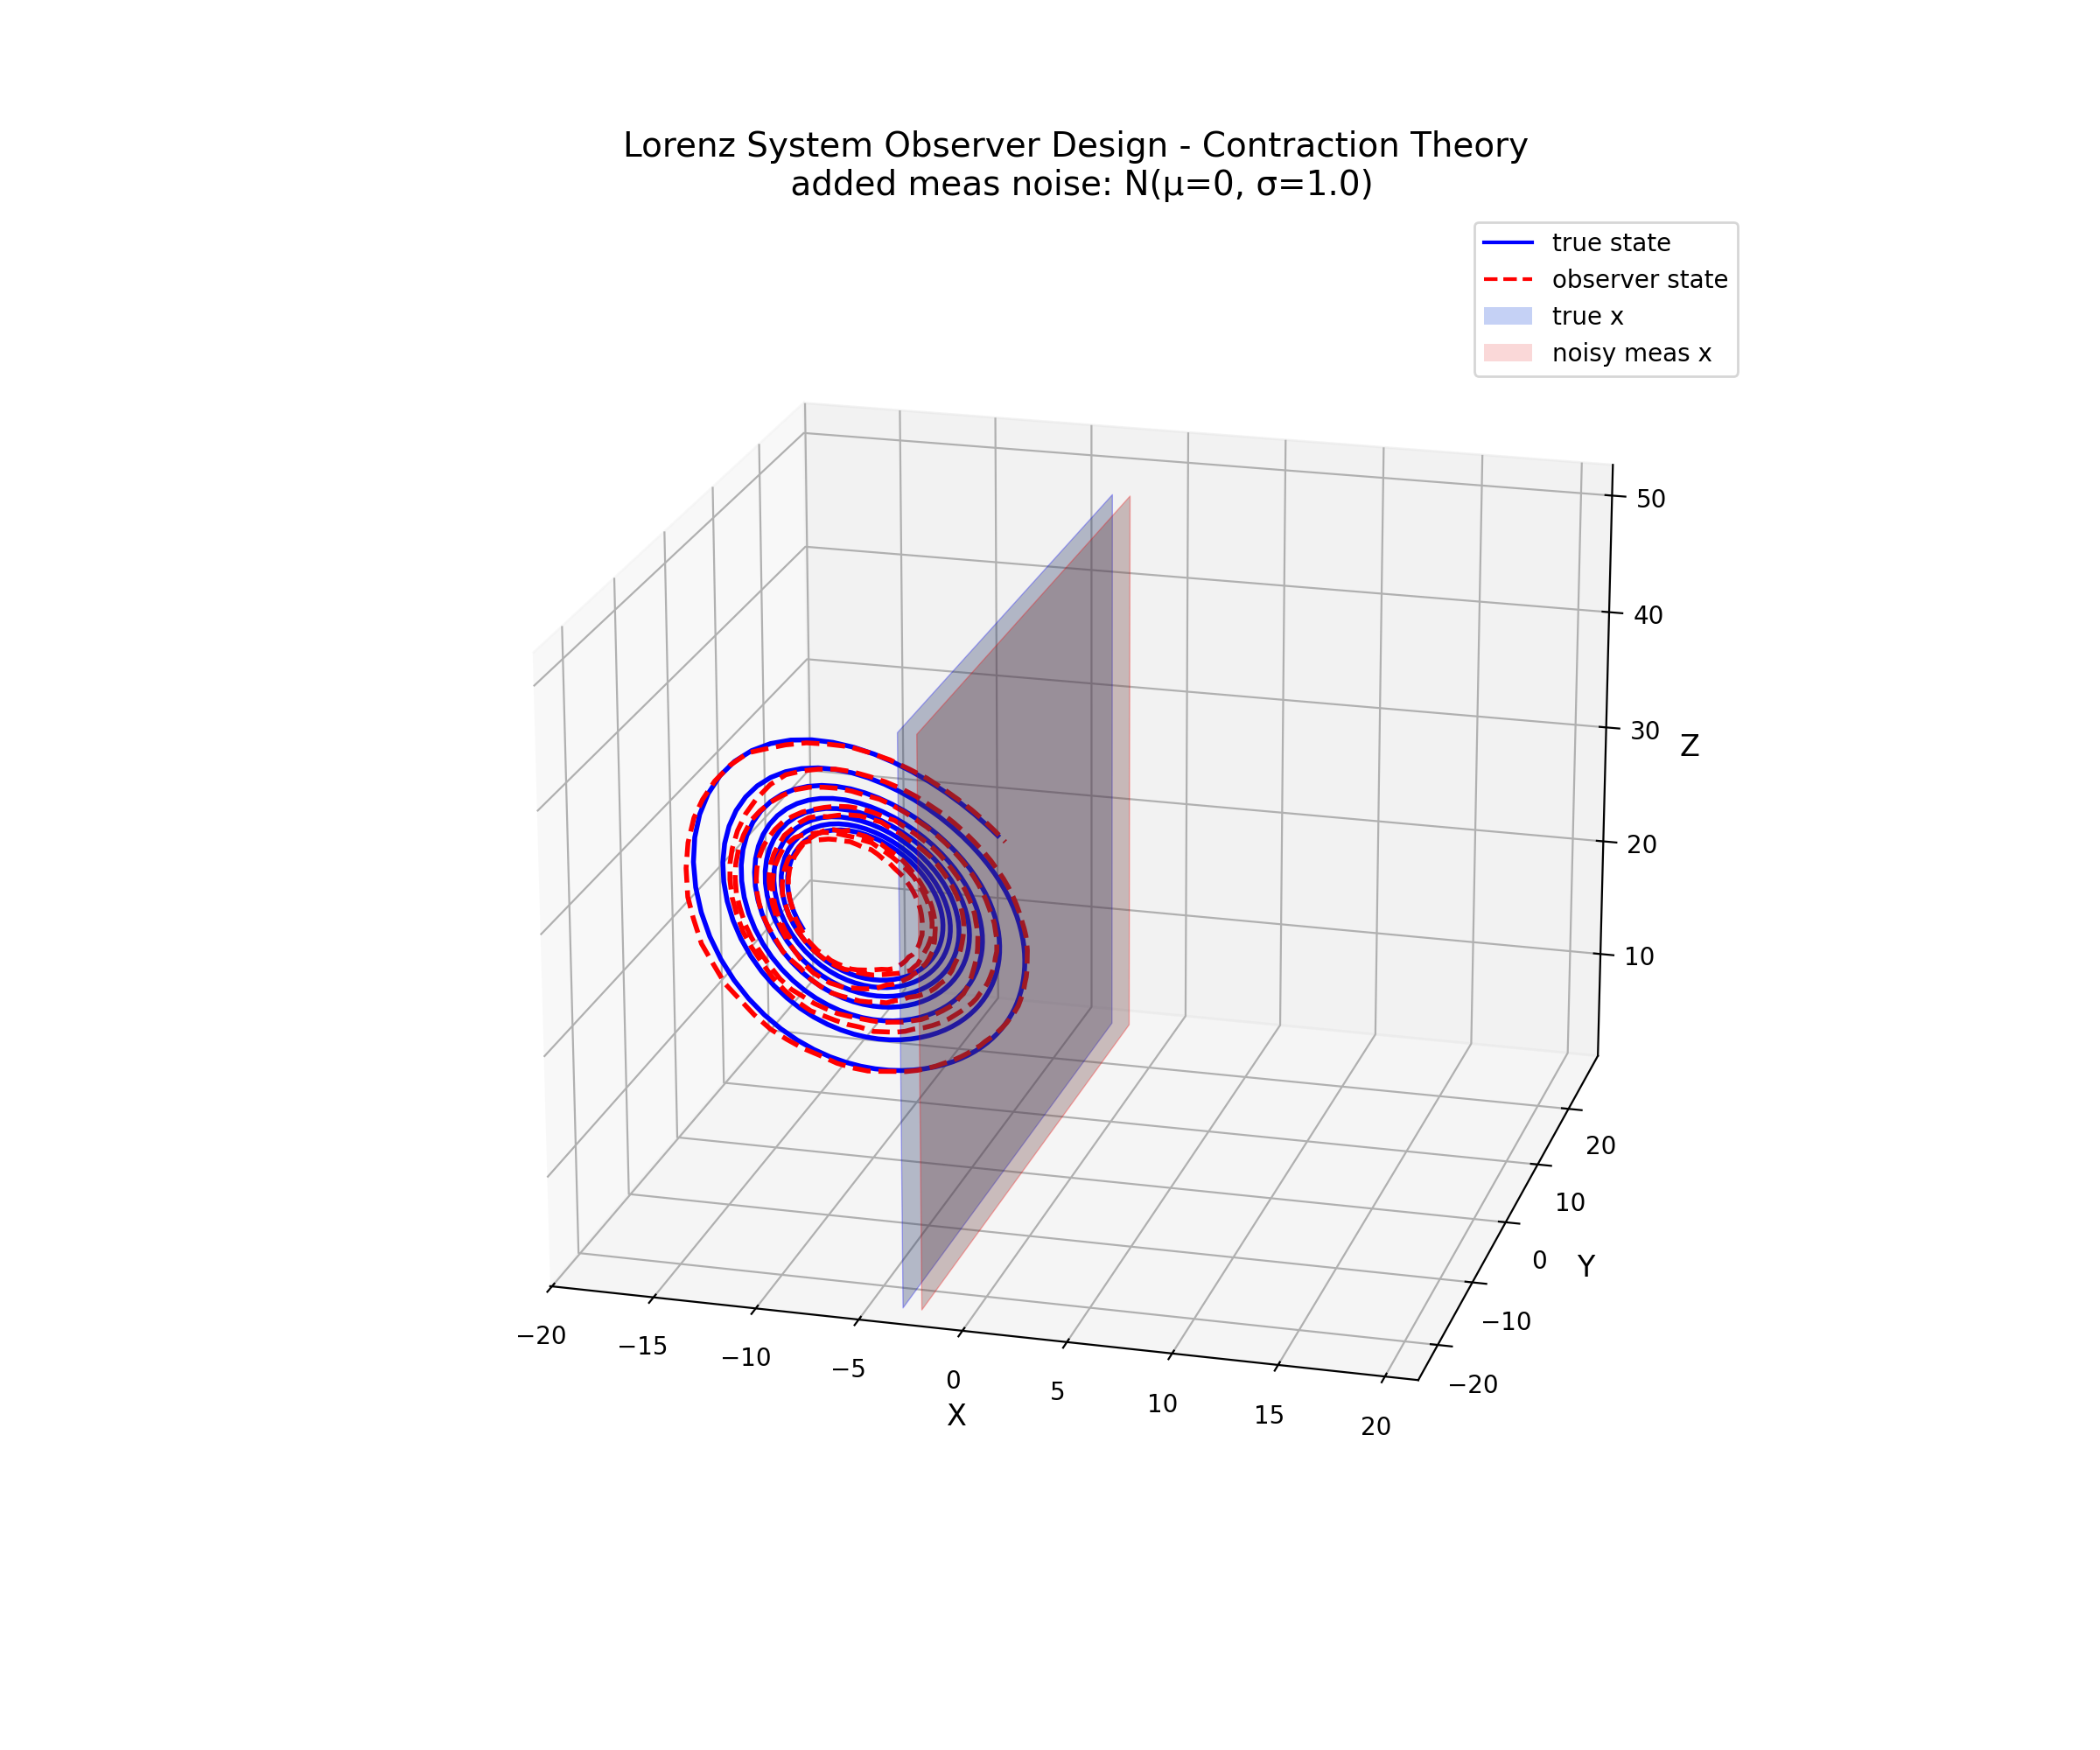 Lorenz System Observer Design - Contraction Theory
added meas noise: N(μ=0, σ=1.0)
true state
observer state
true x
noisy meas x
50
40
30
Z
20
10
20
10
0
Y
−10
−20
−20
−15
−10
−5
0
5
10
15
20
X